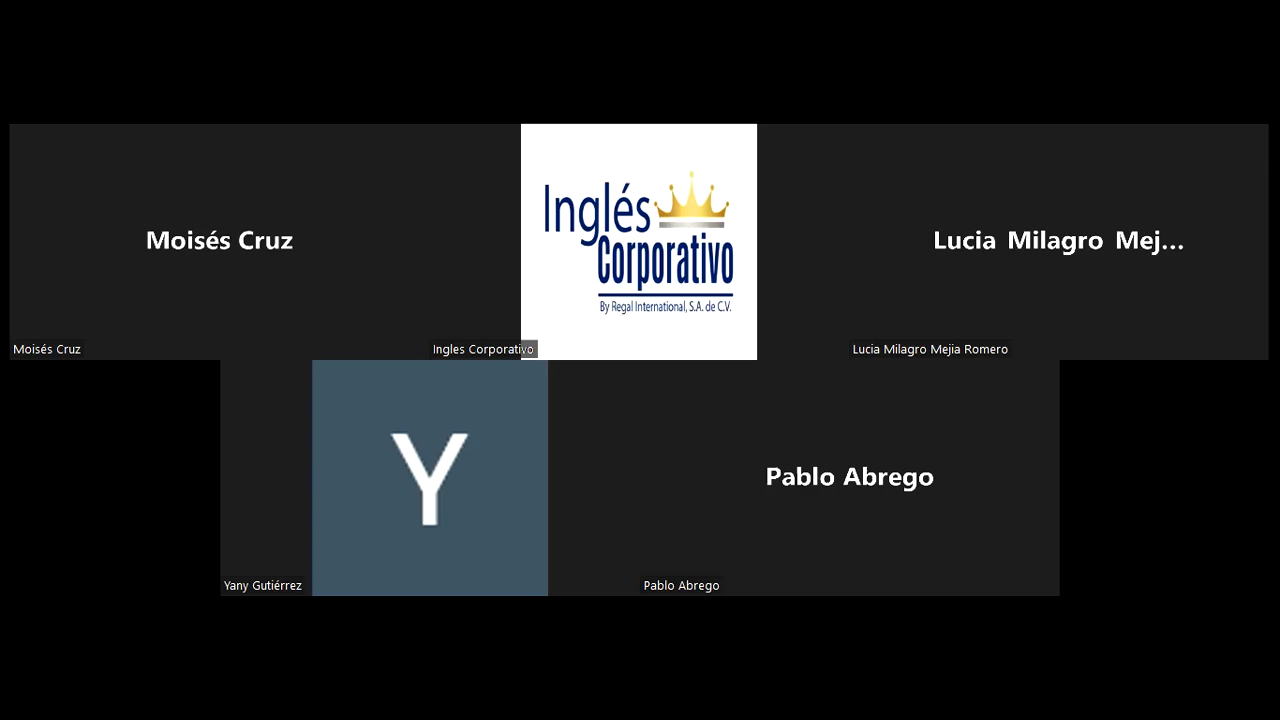 Moisés Cruz
Inglés
Corporativo
By Regal International, S.A. de C.V.
Lucia Milagro Mej...
Moisés Cruz
Ingles Corporativo
Lucia Milagro Mejia Romero
Y
Pablo Abrego
Yany Gutiérrez
Pablo Abrego